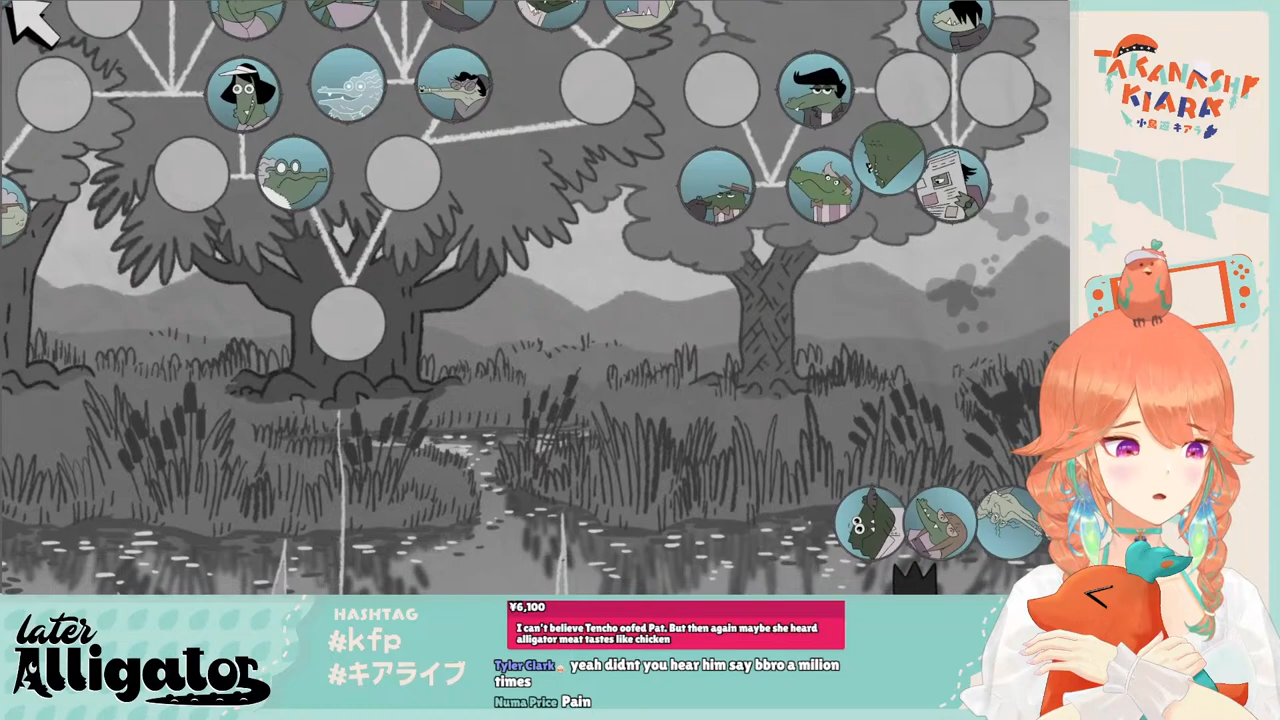 TAKANASHI
KIARA
小鳥遊 キアラ
later
Alligator
HASHTAG
#kfp
#キアライブ
¥6,100
I can't believe Tencho oofed Pat. But then again maybe she heard
alligator meat tastes like chicken
Tyler Clark yeah didnt you hear him say bbro a milion
times
Numa Price Pain